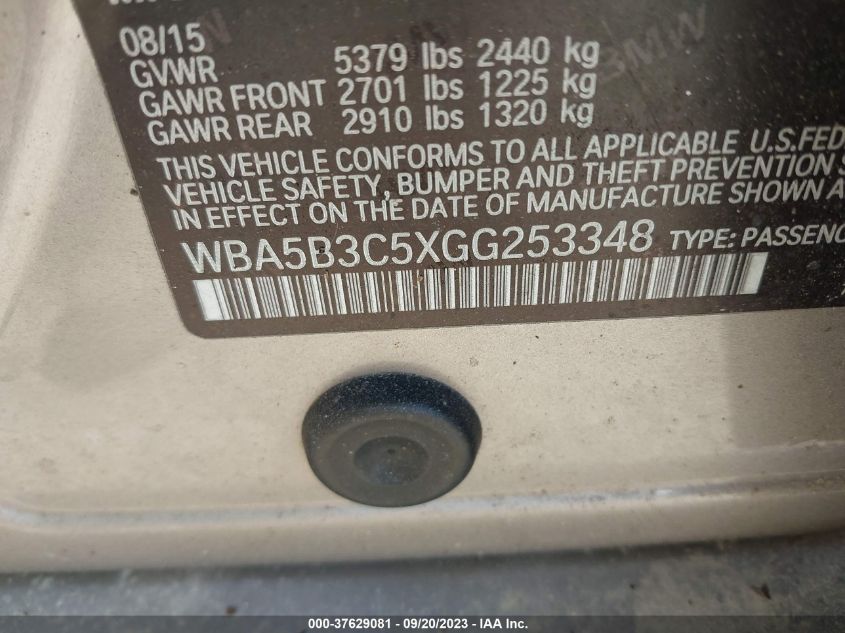 08/15
GVWR 5379 lbs 2440 kg
GAWR FRONT 2701 lbs 1225 kg
GAWR REAR 2910 lbs 1320 kg
THIS VEHICLE CONFORMS TO ALL APPLICABLE U.S.FED
VEHICLE SAFETY, BUMPER AND THEFT PREVENTION S
IN EFFECT ON THE DATE OF MANUFACTURE SHOWN A
WBA5B3C5XGG253348 TYPE: PASSENG
000-37629081 - 09/20/2023 - IAA Inc.